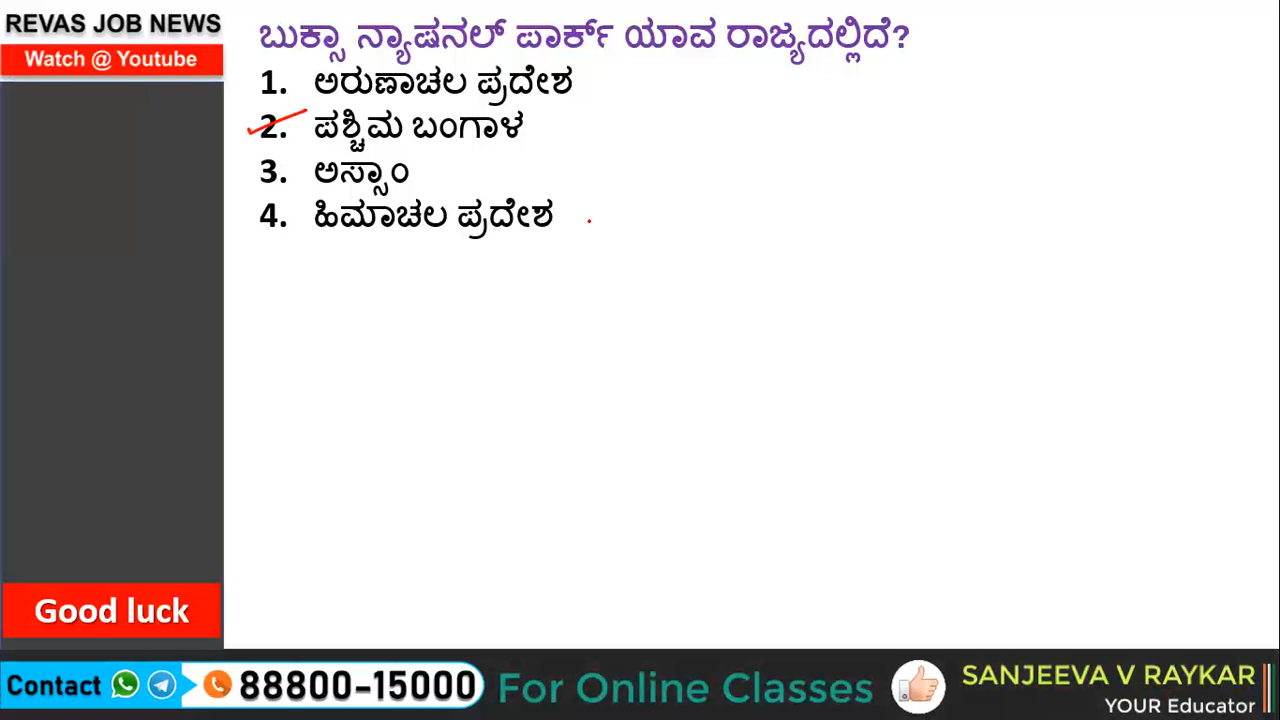 REVAS JOB NEWS
Watch @ Youtube
ಬುಕ್ಸಾ ನ್ಯಾಷನಲ್ ಪಾರ್ಕ್ ಯಾವ ರಾಜ್ಯದಲ್ಲಿದೆ?
1. ಅರುಣಾಚಲ ಪ್ರದೇಶ
2. ಪಶ್ಚಿಮ ಬಂಗಾಳ
3. ಅಸ್ಸಾಂ
4. ಹಿಮಾಚಲ ಪ್ರದೇಶ
Good luck
Contact 88800-15000 For Online Classes
SANJEEVA V RAYKAR
YOUR Educator